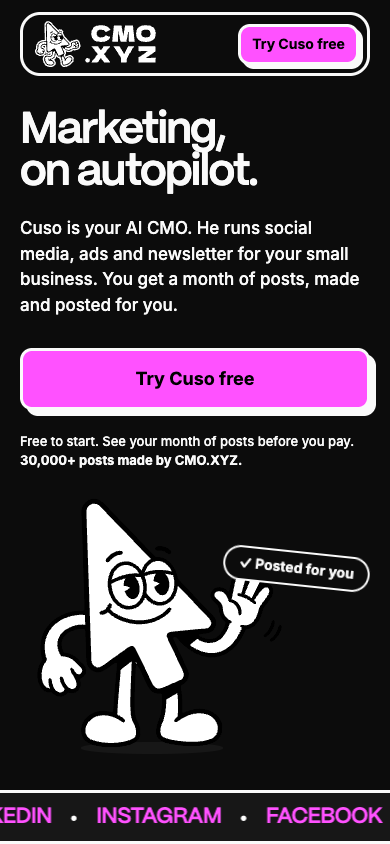 CMO
.XYZ
Try Cuso free
Marketing,
on autopilot.
Cuso is your AI CMO. He runs social
media, ads and newsletter for your small
business. You get a month of posts, made
and posted for you.
Try Cuso free
Free to start. See your month of posts before you pay.
30,000+ posts made by CMO.XYZ.
✓ Posted for you
KEDIN • INSTAGRAM • FACEBOOK